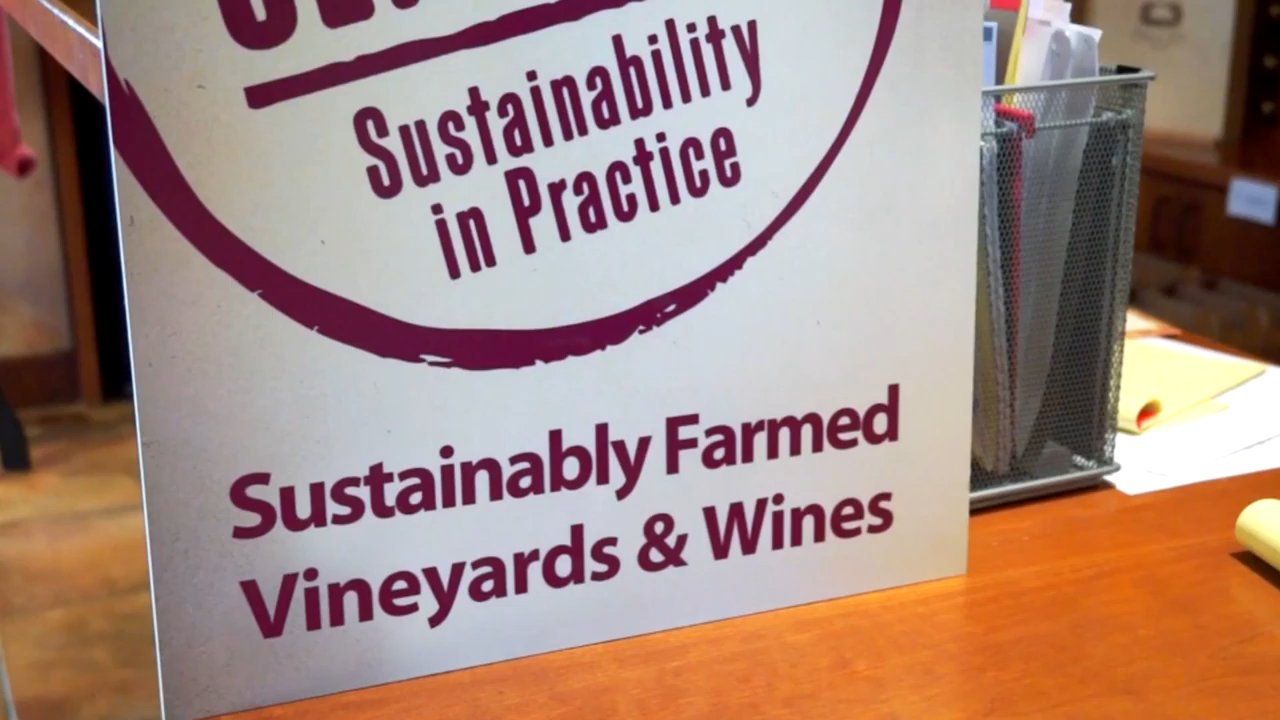 Sustainability
in Practice
Sustainably Farmed
Vineyards & Wines